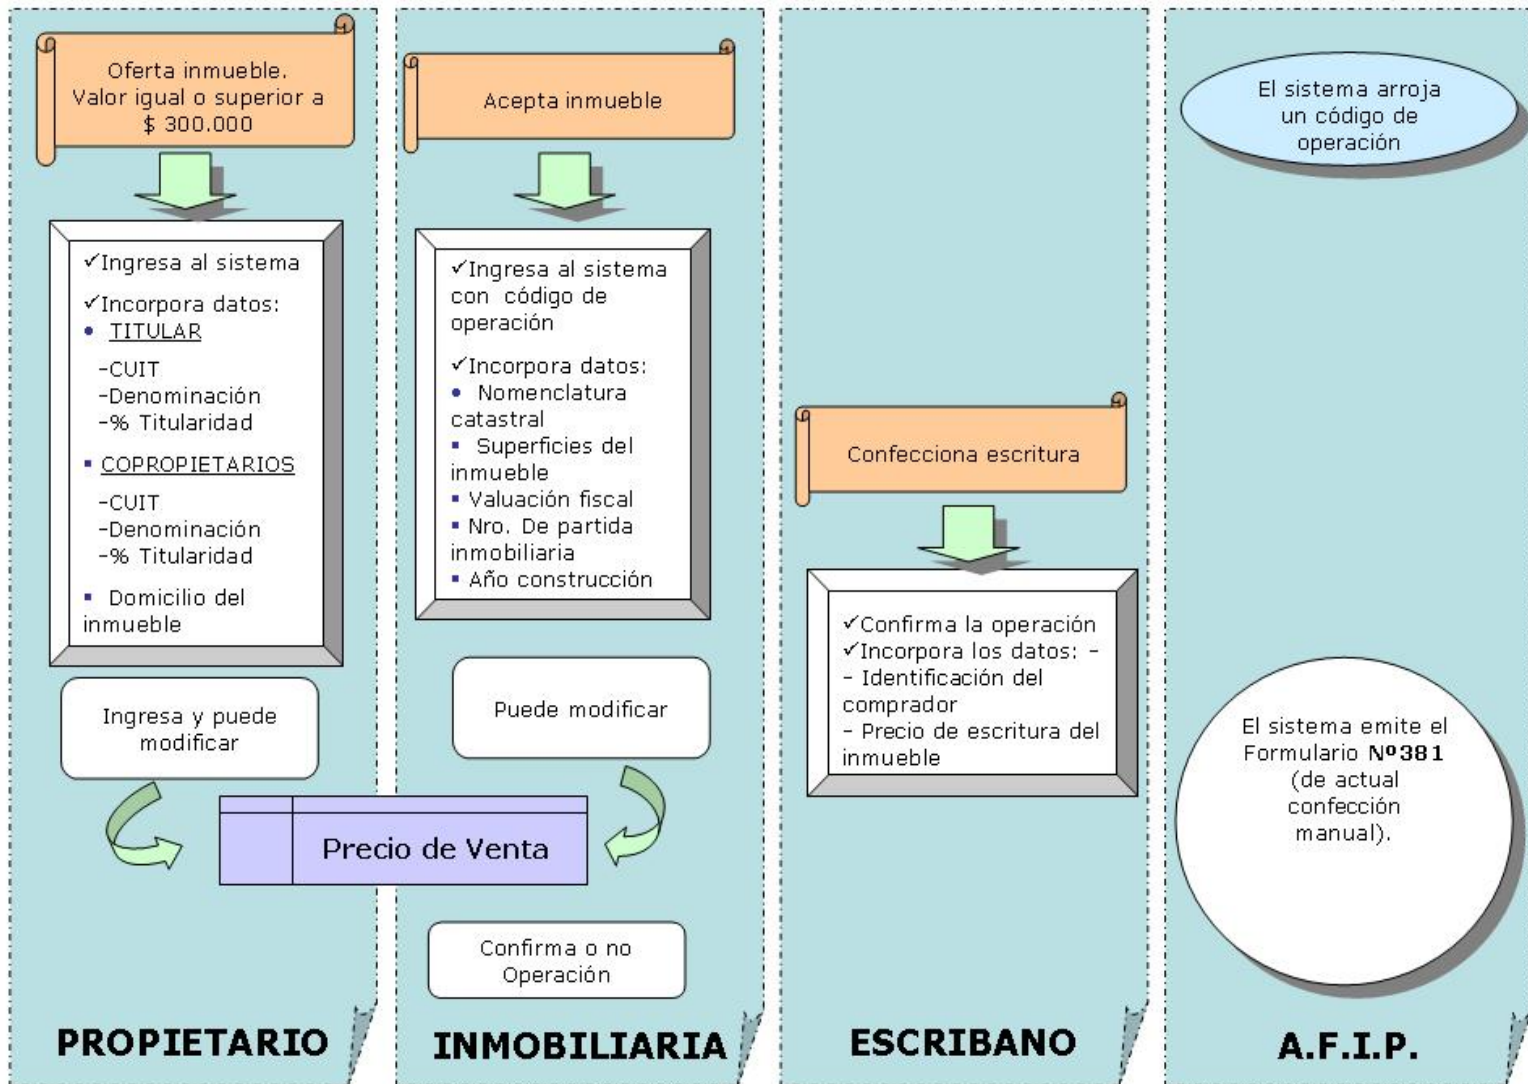 Oferta inmueble.
Valor igual o superior a
$ 300.000
✓Ingresa al sistema
✓Incorpora datos:
• TITULAR
-CUIT
-Denominación
-% Titularidad
▪ COPROPIETARIOS
-CUIT
-Denominación
-% Titularidad
▪ Domicilio del
inmueble
Ingresa y puede
modificar
PROPIETARIO
Acepta inmueble
✓Ingresa al sistema
con código de
operación
✓Incorpora datos:
• Nomenclatura
catastral
▪ Superficies del
inmueble
▪ Valuación fiscal
▪ Nro. De partida
inmobiliaria
▪ Año construcción
Puede modificar
Precio de Venta
Confirma o no
Operación
INMOBILIARIA
Confecciona escritura
✓Confirma la operación
✓Incorpora los datos: -
- Identificación del
comprador
- Precio de escritura del
inmueble
ESCRIBANO
El sistema arroja
un código de
operación
El sistema emite el
Formulario Nº381
(de actual
confección
manual).
A.F.I.P.